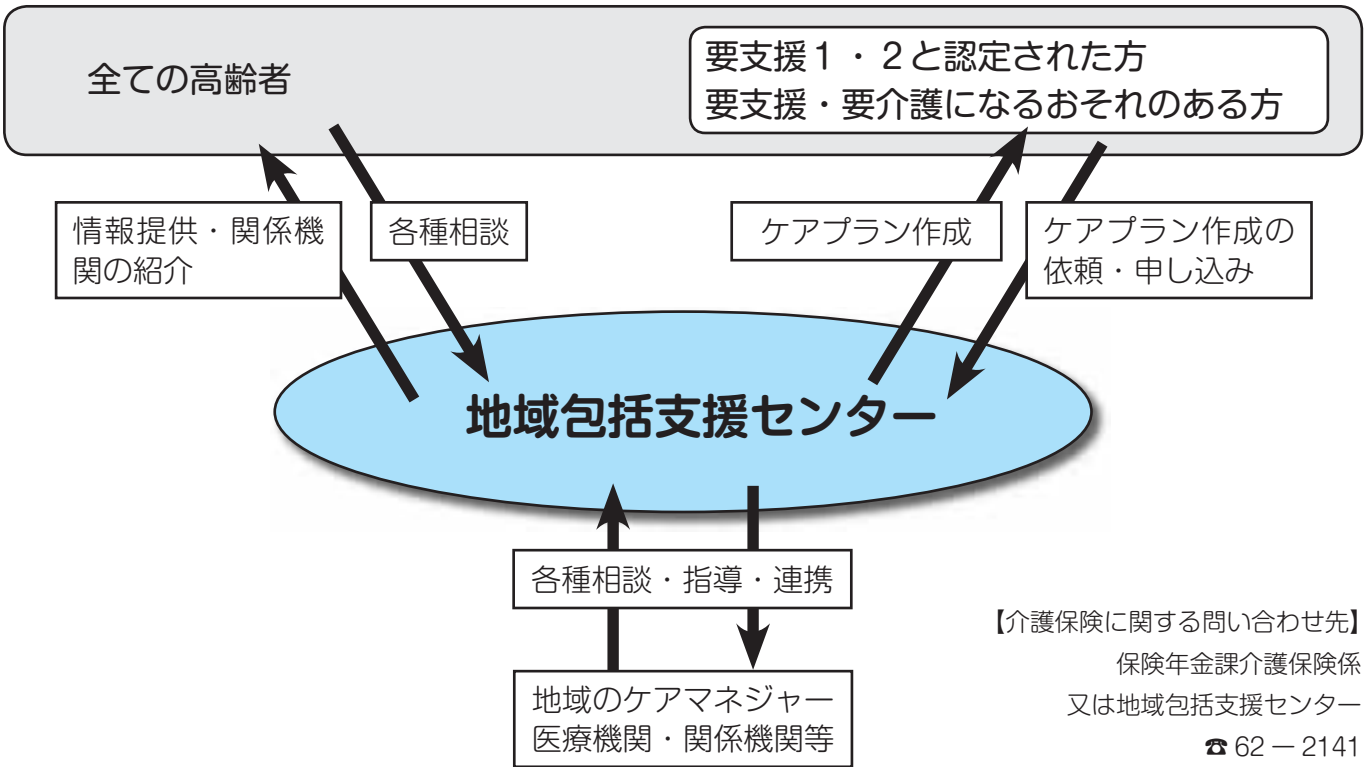 全ての高齢者
要支援1・2と認定された方
要支援・要介護になるおそれのある方
情報提供・関係機
関の紹介
各種相談
ケアプラン作成
ケアプラン作成の
依頼・申し込み
地域包括支援センター
各種相談・指導・連携
地域のケアマネジャー
医療機関・関係機関等
【介護保険に関する問い合わせ先】
保険年金課介護保険係
又は地域包括支援センター
☎ 62 － 2141